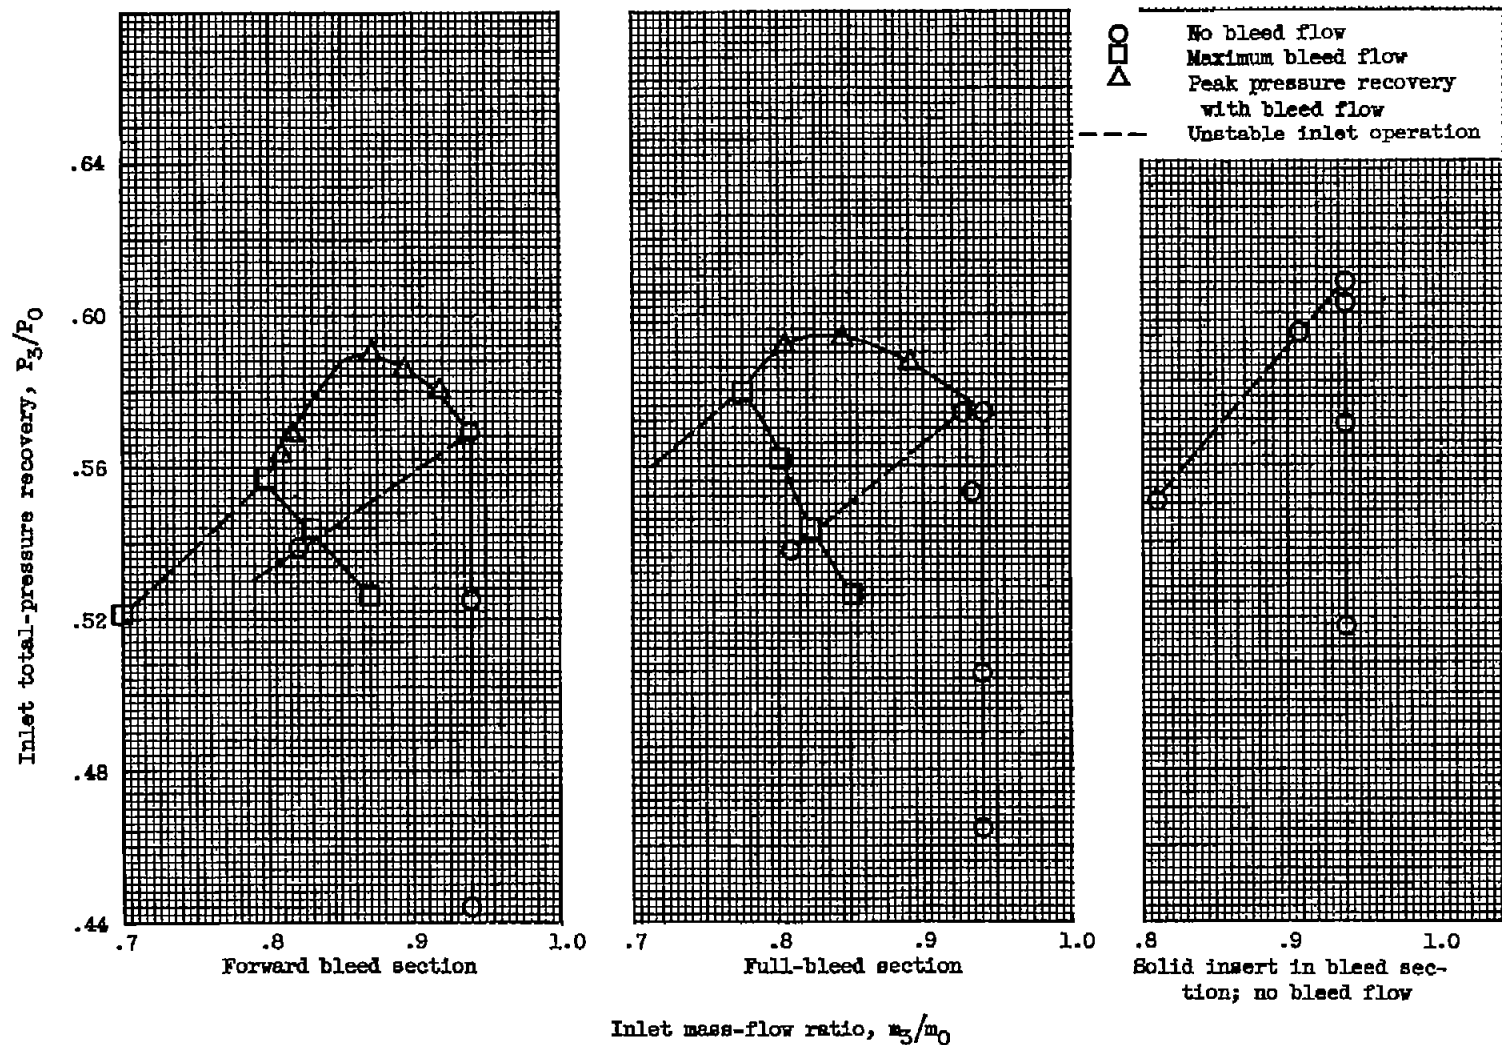 No bleed flow
Maximum bleed flow
Peak pressure recovery
with bleed flow
Unstable inlet operation
Inlet total-pressure recovery, P3/P0
.64
.60
.56
.52
.48
.44
.7 .8 .9 1.0
Forward bleed section
.7 .8 .9 1.0
Full-bleed section
.8 .9 1.0
Solid insert in bleed sec-
tion; no bleed flow
Inlet mass-flow ratio, m3/m0